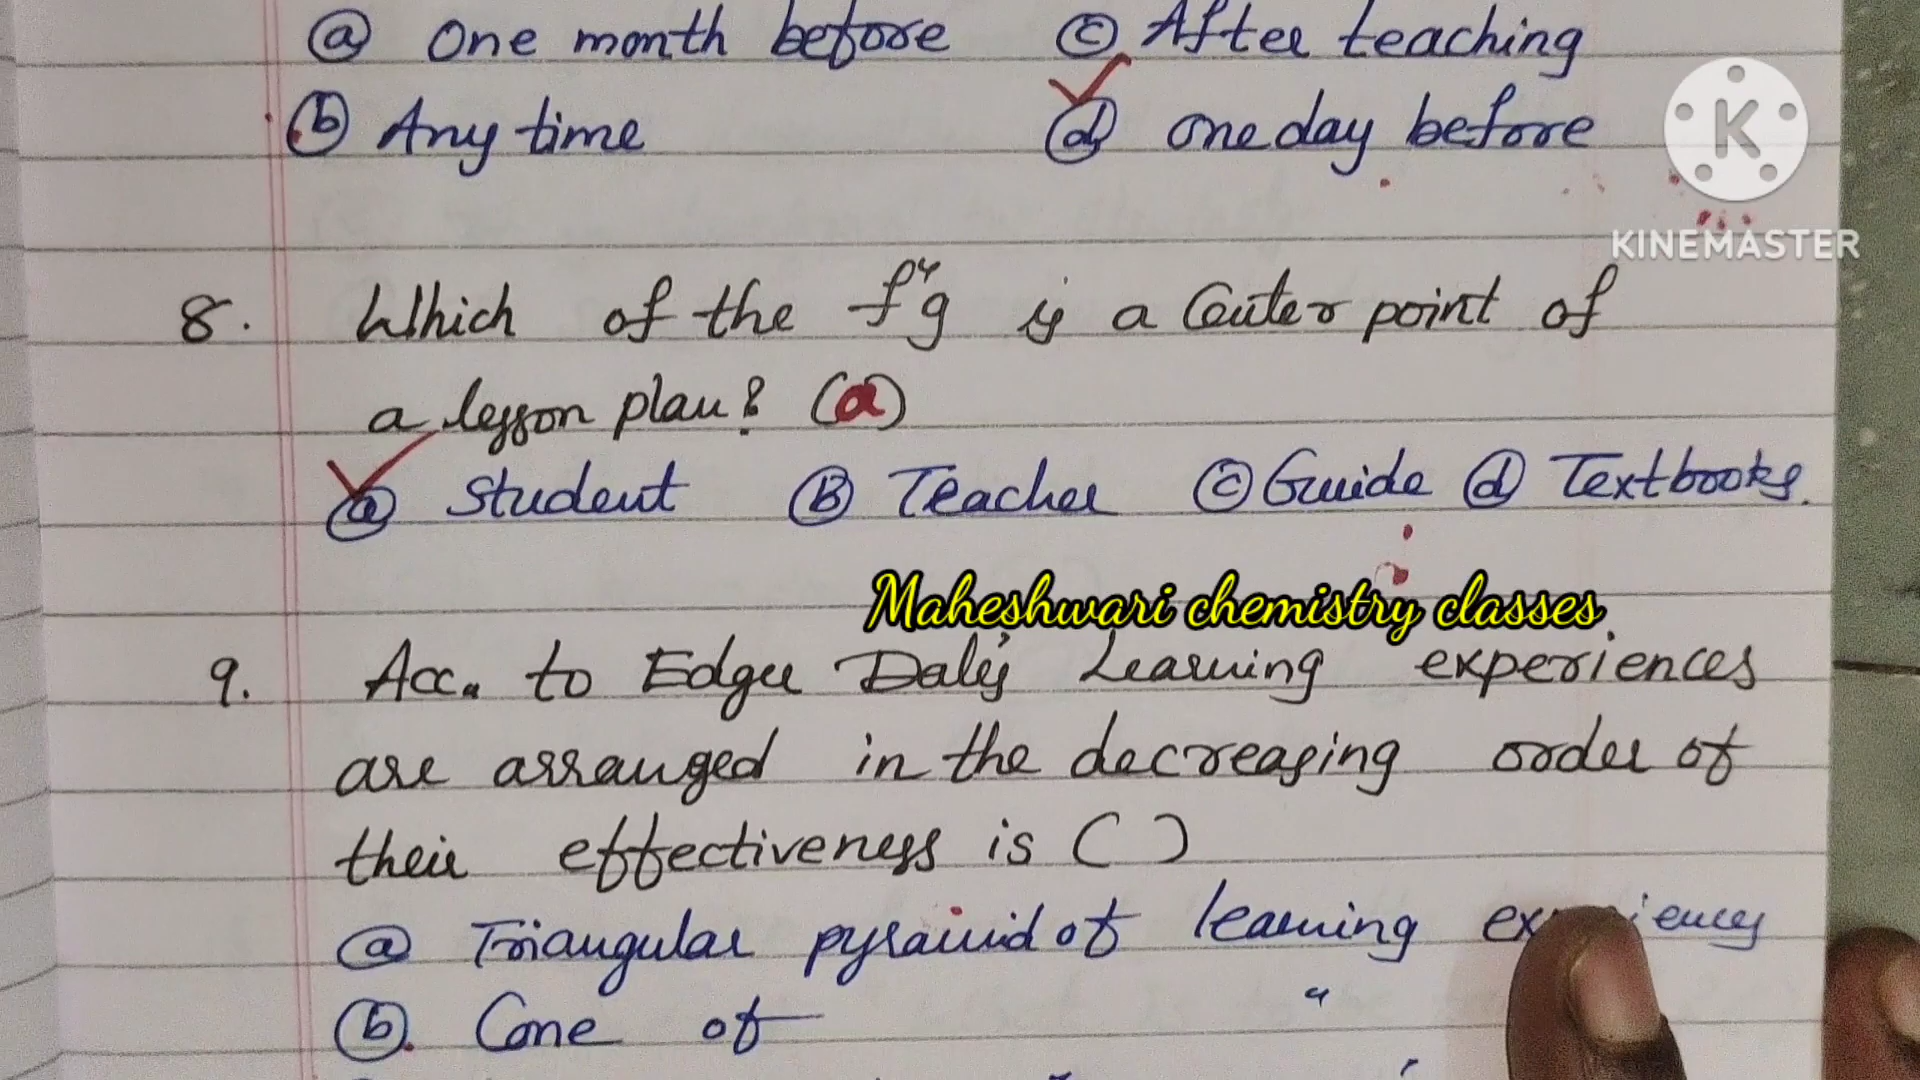 ⓐ One month before ⓒ After teaching
ⓑ Any time ⓓ one day before
KINEMASTER
8. Which of the f"g is a Center point of
a lesson plan? (a)
ⓐ Student Ⓑ Teacher ⓒ Guide ⓓ Textbooks.
Maheshwari chemistry classes
9. Acc. to Edger Dale's Learning experiences
are arranged in the decreasing order of
their effectiveness is ( )
ⓐ Triangular pyramid of learning
ⓑ. Cone of "